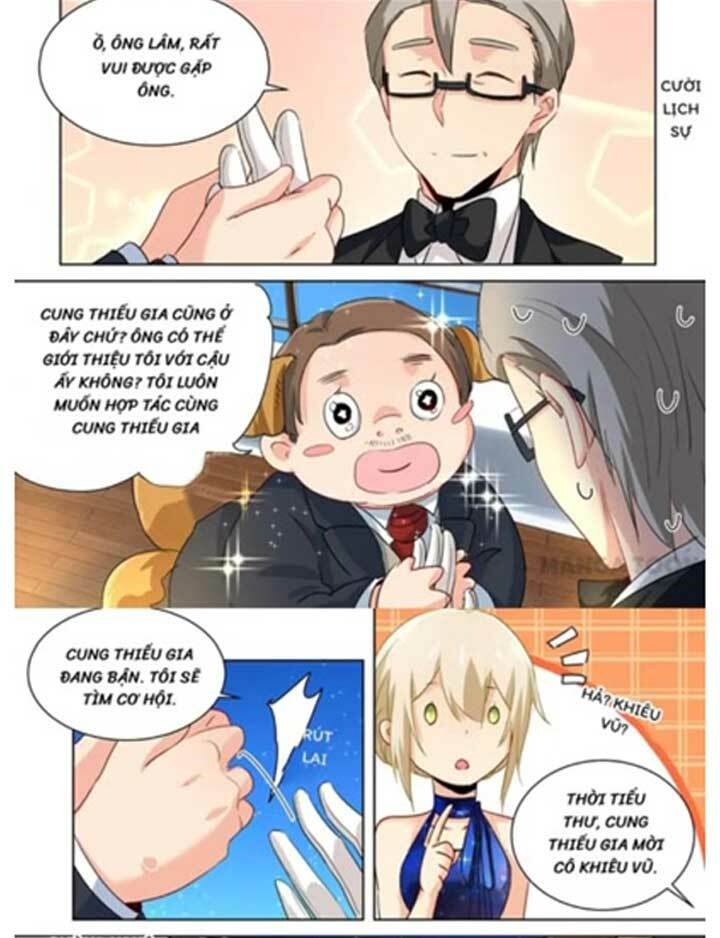 Ồ, ÔNG LÂM, RẤT
VUI ĐƯỢC GẶP
ÔNG.
CƯỜI
LỊCH
SỰ
CUNG THIẾU GIA CŨNG Ở
ĐÂY CHỨ? ÔNG CÓ THỂ
GIỚI THIỆU TÔI VỚI CẬU
ẤY KHÔNG? TÔI LUÔN
MUỐN HỢP TÁC CÙNG
CUNG THIẾU GIA
CUNG THIẾU GIA
ĐANG BẬN. TÔI SẼ
TÌM CƠ HỘI.
RÚT
LẠI
HẢ? KHIÊU
VŨ?
THỜI TIỂU
THƯ, CUNG
THIẾU GIA MỜI
CÔ KHIÊU VŨ.